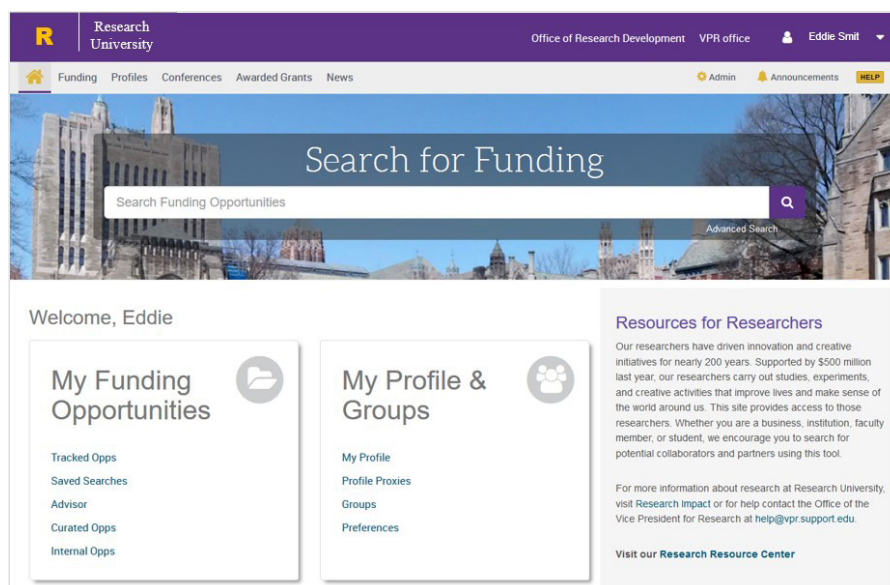 R
Research
University
Office of Research Development VPR office Eddie Smit
Funding Profiles Conferences Awarded Grants News Admin Announcements HELP
Search for Funding
Search Funding Opportunities
Advanced Search
Welcome, Eddie
My Funding
Opportunities
Tracked Opps
Saved Searches
Advisor
Curated Opps
Internal Opps
My Profile &
Groups
My Profile
Profile Proxies
Groups
Preferences
Resources for Researchers
Our researchers have driven innovation and creative
initiatives for nearly 200 years. Supported by $500 million
last year, our researchers carry out studies, experiments,
and creative activities that improve lives and make sense of
the world around us. This site provides access to those
researchers. Whether you are a business, institution, faculty
member, or student, we encourage you to search for
potential collaborators and partners using this tool.
For more information about research at Research University,
visit Research Impact or for help contact the Office of the
Vice President for Research at help@vpr.support.edu.
Visit our Research Resource Center